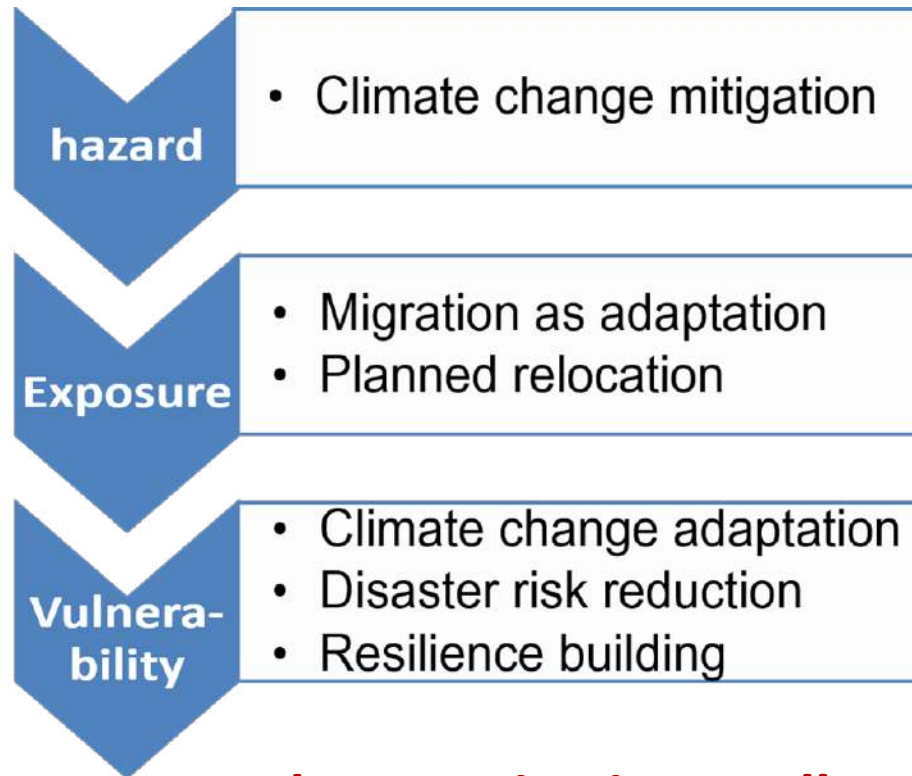 hazard
• Climate change mitigation
Exposure
• Migration as adaptation
• Planned relocation
Vulnera-
bility
• Climate change adaptation
• Disaster risk reduction
• Resilience building